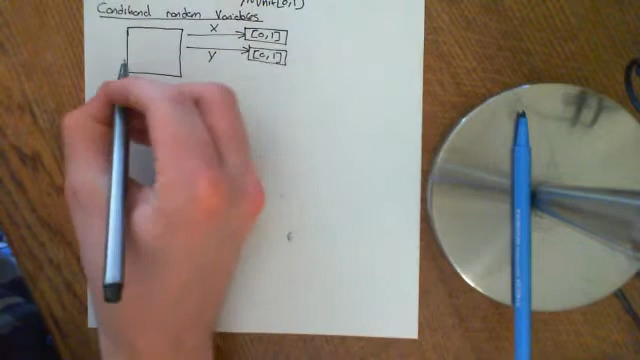 Conditional random Variables
X
[0,1]
Y
[0,1]